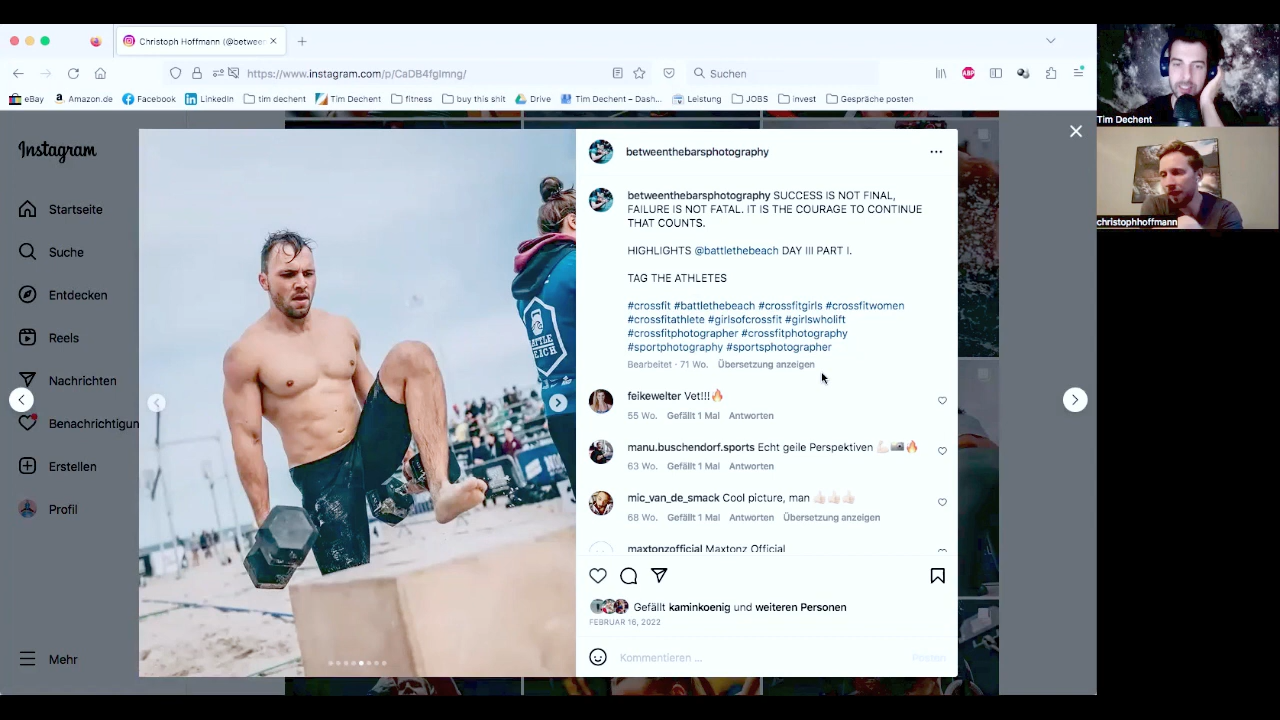 Christoph Hoffmann (@betwee
https://www.instagram.com/p/CaDB4fgImng/
Suchen
eBay
Amazon.de
Facebook
LinkedIn
tim dechent
Tim Dechent
fitness
buy this shit
Drive
Tim Dechent – Dash...
Leistung
JOBS
Invest
Gespräche posten
Tim Dechent
christophhoffmann
Instagram
Startseite
Suche
Entdecken
Reels
Nachrichten
Benachrichtigun
Erstellen
Profil
Mehr
betweenthebarsphotography
betweenthebarsphotography SUCCESS IS NOT FINAL,
FAILURE IS NOT FATAL. IT IS THE COURAGE TO CONTINUE
THAT COUNTS.
HIGHLIGHTS @battlethebeach DAY III PART I.
TAG THE ATHLETES
#crossfit #battlethebeach #crossfitgirls #crossfitwomen
#crossfitathlete #girlsofcrossfit #girlswholift
#crossfitphotographer #crossfitphotography
#sportphotography #sportsphotographer
Bearbeitet · 71 Wo. Übersetzung anzeigen
feikewelter Vet!!!🔥
55 Wo. Gefällt 1 Mal Antworten
manu.buschendorf.sports Echt geile Perspektiven 💪🏻📸🔥
63 Wo. Gefällt 1 Mal Antworten
mic_van_de_smack Cool picture, man 👍🏻👍🏻👍🏻
68 Wo. Gefällt 1 Mal Antworten Übersetzung anzeigen
maxtonzofficial Maxtonz Official
Gefällt kaminkoenig und weiteren Personen
FEBRUAR 16, 2022
Kommentieren ...
Posten